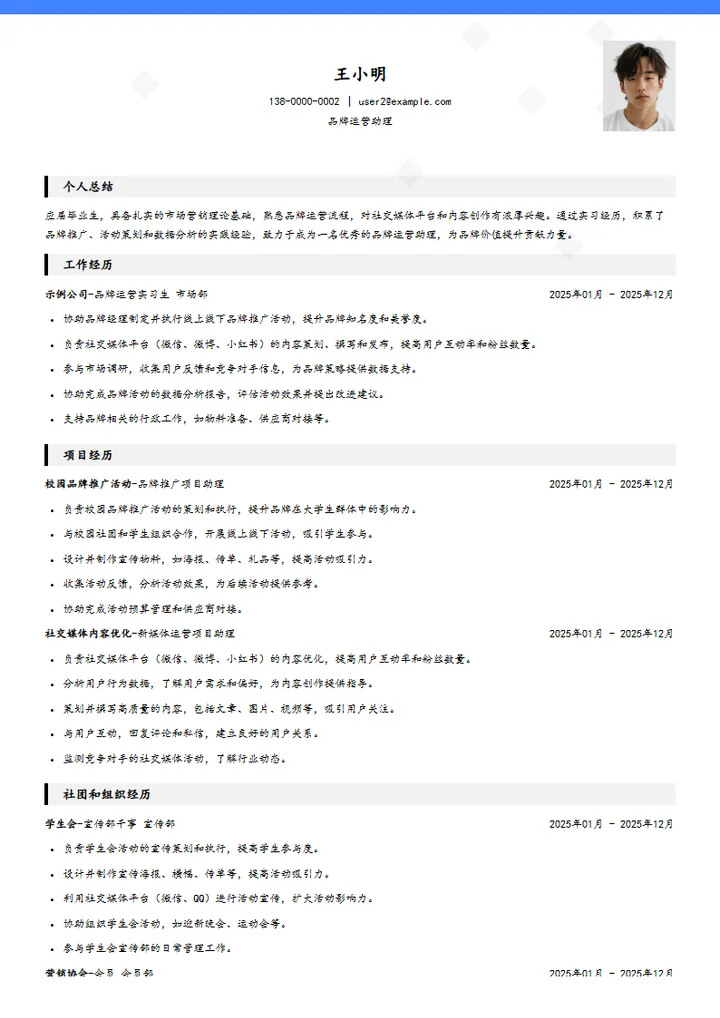 王小明
138-0000-0002 | user2@example.com
品牌运营助理
个人总结
应届毕业生，具备扎实的市场营销理论基础，熟悉品牌运营流程，对社交媒体平台和内容创作有浓厚兴趣。通过实习经历，积累了
品牌推广、活动策划和数据分析的实践经验，致力于成为一名优秀的品牌运营助理，为品牌价值提升贡献力量。
工作经历
示例公司-品牌运营实习生 市场部 2025年01月 - 2025年12月
• 协助品牌经理制定并执行线上线下品牌推广活动，提升品牌知名度和美誉度。
• 负责社交媒体平台（微信、微博、小红书）的内容策划、撰写和发布，提高用户互动率和粉丝数量。
• 参与市场调研，收集用户反馈和竞争对手信息，为品牌策略提供数据支持。
• 协助完成品牌活动的数据分析报告，评估活动效果并提出改进建议。
• 支持品牌相关的行政工作，如物料准备、供应商对接等。
项目经历
校园品牌推广活动-品牌推广项目助理 2025年01月 - 2025年12月
• 负责校园品牌推广活动的策划和执行，提升品牌在大学生群体中的影响力。
• 与校园社团和学生组织合作，开展线上线下活动，吸引学生参与。
• 设计并制作宣传物料，如海报、传单、礼品等，提高活动吸引力。
• 收集活动反馈，分析活动效果，为后续活动提供参考。
• 协助完成活动预算管理和供应商对接。
社交媒体内容优化-新媒体运营项目助理 2025年01月 - 2025年12月
• 负责社交媒体平台（微信、微博、小红书）的内容优化，提高用户互动率和粉丝数量。
• 分析用户行为数据，了解用户需求和偏好，为内容创作提供指导。
• 策划并撰写高质量的内容，包括文章、图片、视频等，吸引用户关注。
• 与用户互动，回复评论和私信，建立良好的用户关系。
• 监测竞争对手的社交媒体活动，了解行业动态。
社团和组织经历
学生会-宣传部干事 宣传部 2025年01月 - 2025年12月
• 负责学生会活动的宣传策划和执行，提高学生参与度。
• 设计并制作宣传海报、横幅、传单等，提高活动吸引力。
• 利用社交媒体平台（微信、QQ）进行活动宣传，扩大活动影响力。
• 协助组织学生会活动，如迎新晚会、运动会等。
• 参与学生会宣传部的日常管理工作。
营销协会-会员 会员部 2025年01月 - 2025年12月